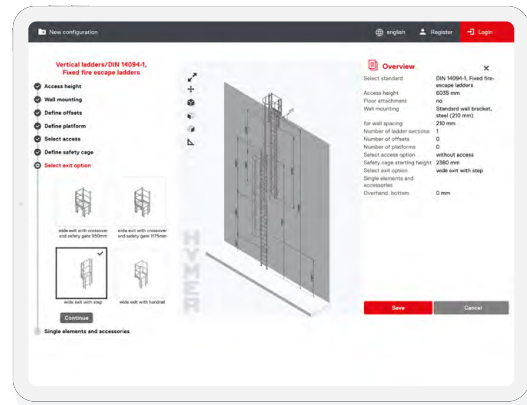 New configuration
english
Register
Login
Vertical ladders/DIN 14094-1,
Fixed fire escape ladders
Access height
Wall mounting
Define offsets
Define platform
Select access
Define safety cage
Select exit option
wide exit with crossover
and safety gate 950mm
wide exit with crossover
and safety gate 1175mm
wide exit with step
wide exit with handrail
Continue
Single elements and accessories
HYMER
Overview
Select standard DIN 14094-1, Fixed fire-
escape ladders
Access height 6035 mm
Floor attachment no
Wall mounting Standard wall bracket,
steel (210 mm)
for wall spacing 210 mm
Number of ladder sections 1
Number of offsets 0
Number of platforms 0
Select access option without access
Safety cage starting height 2380 mm
Select exit option wide exit with step
Single elements and
accessories
Overhand, bottom 0 mm
Save
Cancel